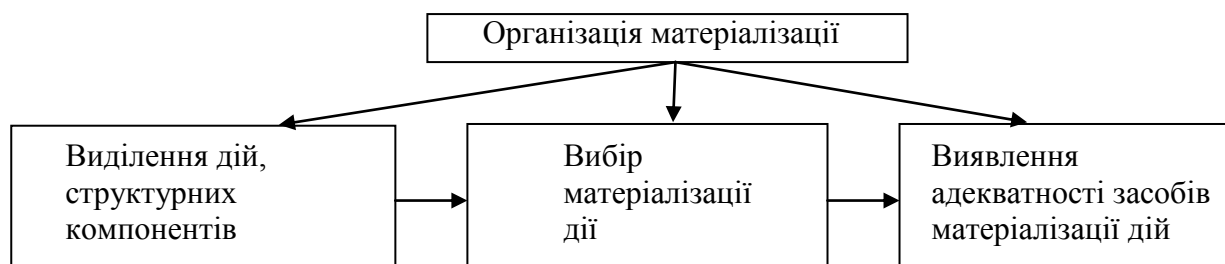 Організація матеріалізації
Виділення дій,
структурних
компонентів
Вибір
матеріалізації
дії
Виявлення
адекватності засобів
матеріалізації дій